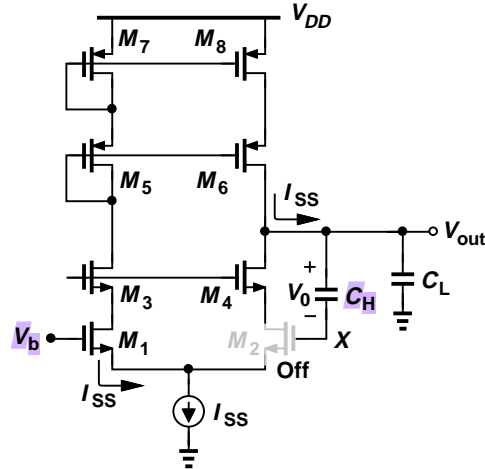 V_DD
M_7
M_8
M_5
M_6
I_SS
V_out
+
V_0
–
C_H
C_L
M_3
M_4
V_b
M_1
M_2
X
Off
I_SS
I_SS